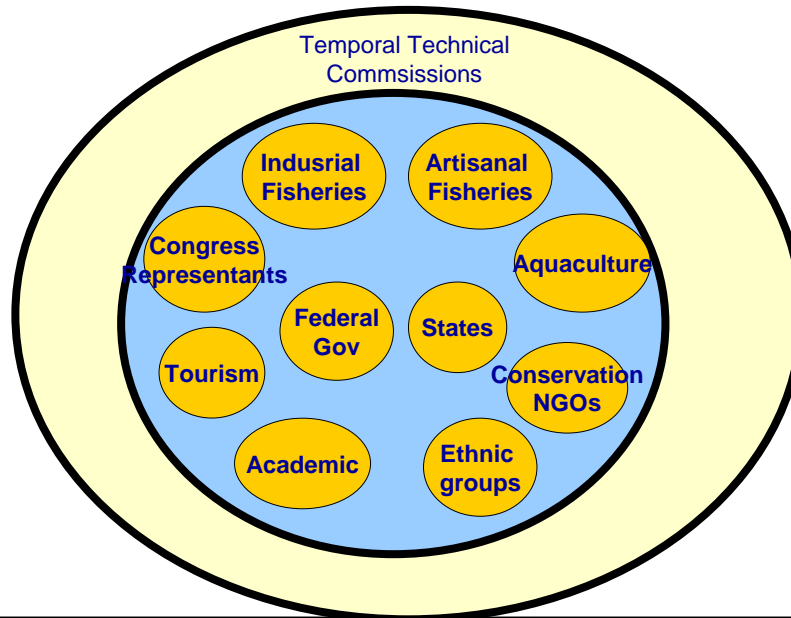 Temporal Technical
Commsissions
Indusrial
Fisheries
Artisanal
Fisheries
Congress
Representants
Aquaculture
Federal
Gov
States
Tourism
Conservation
NGOs
Academic
Ethnic
groups